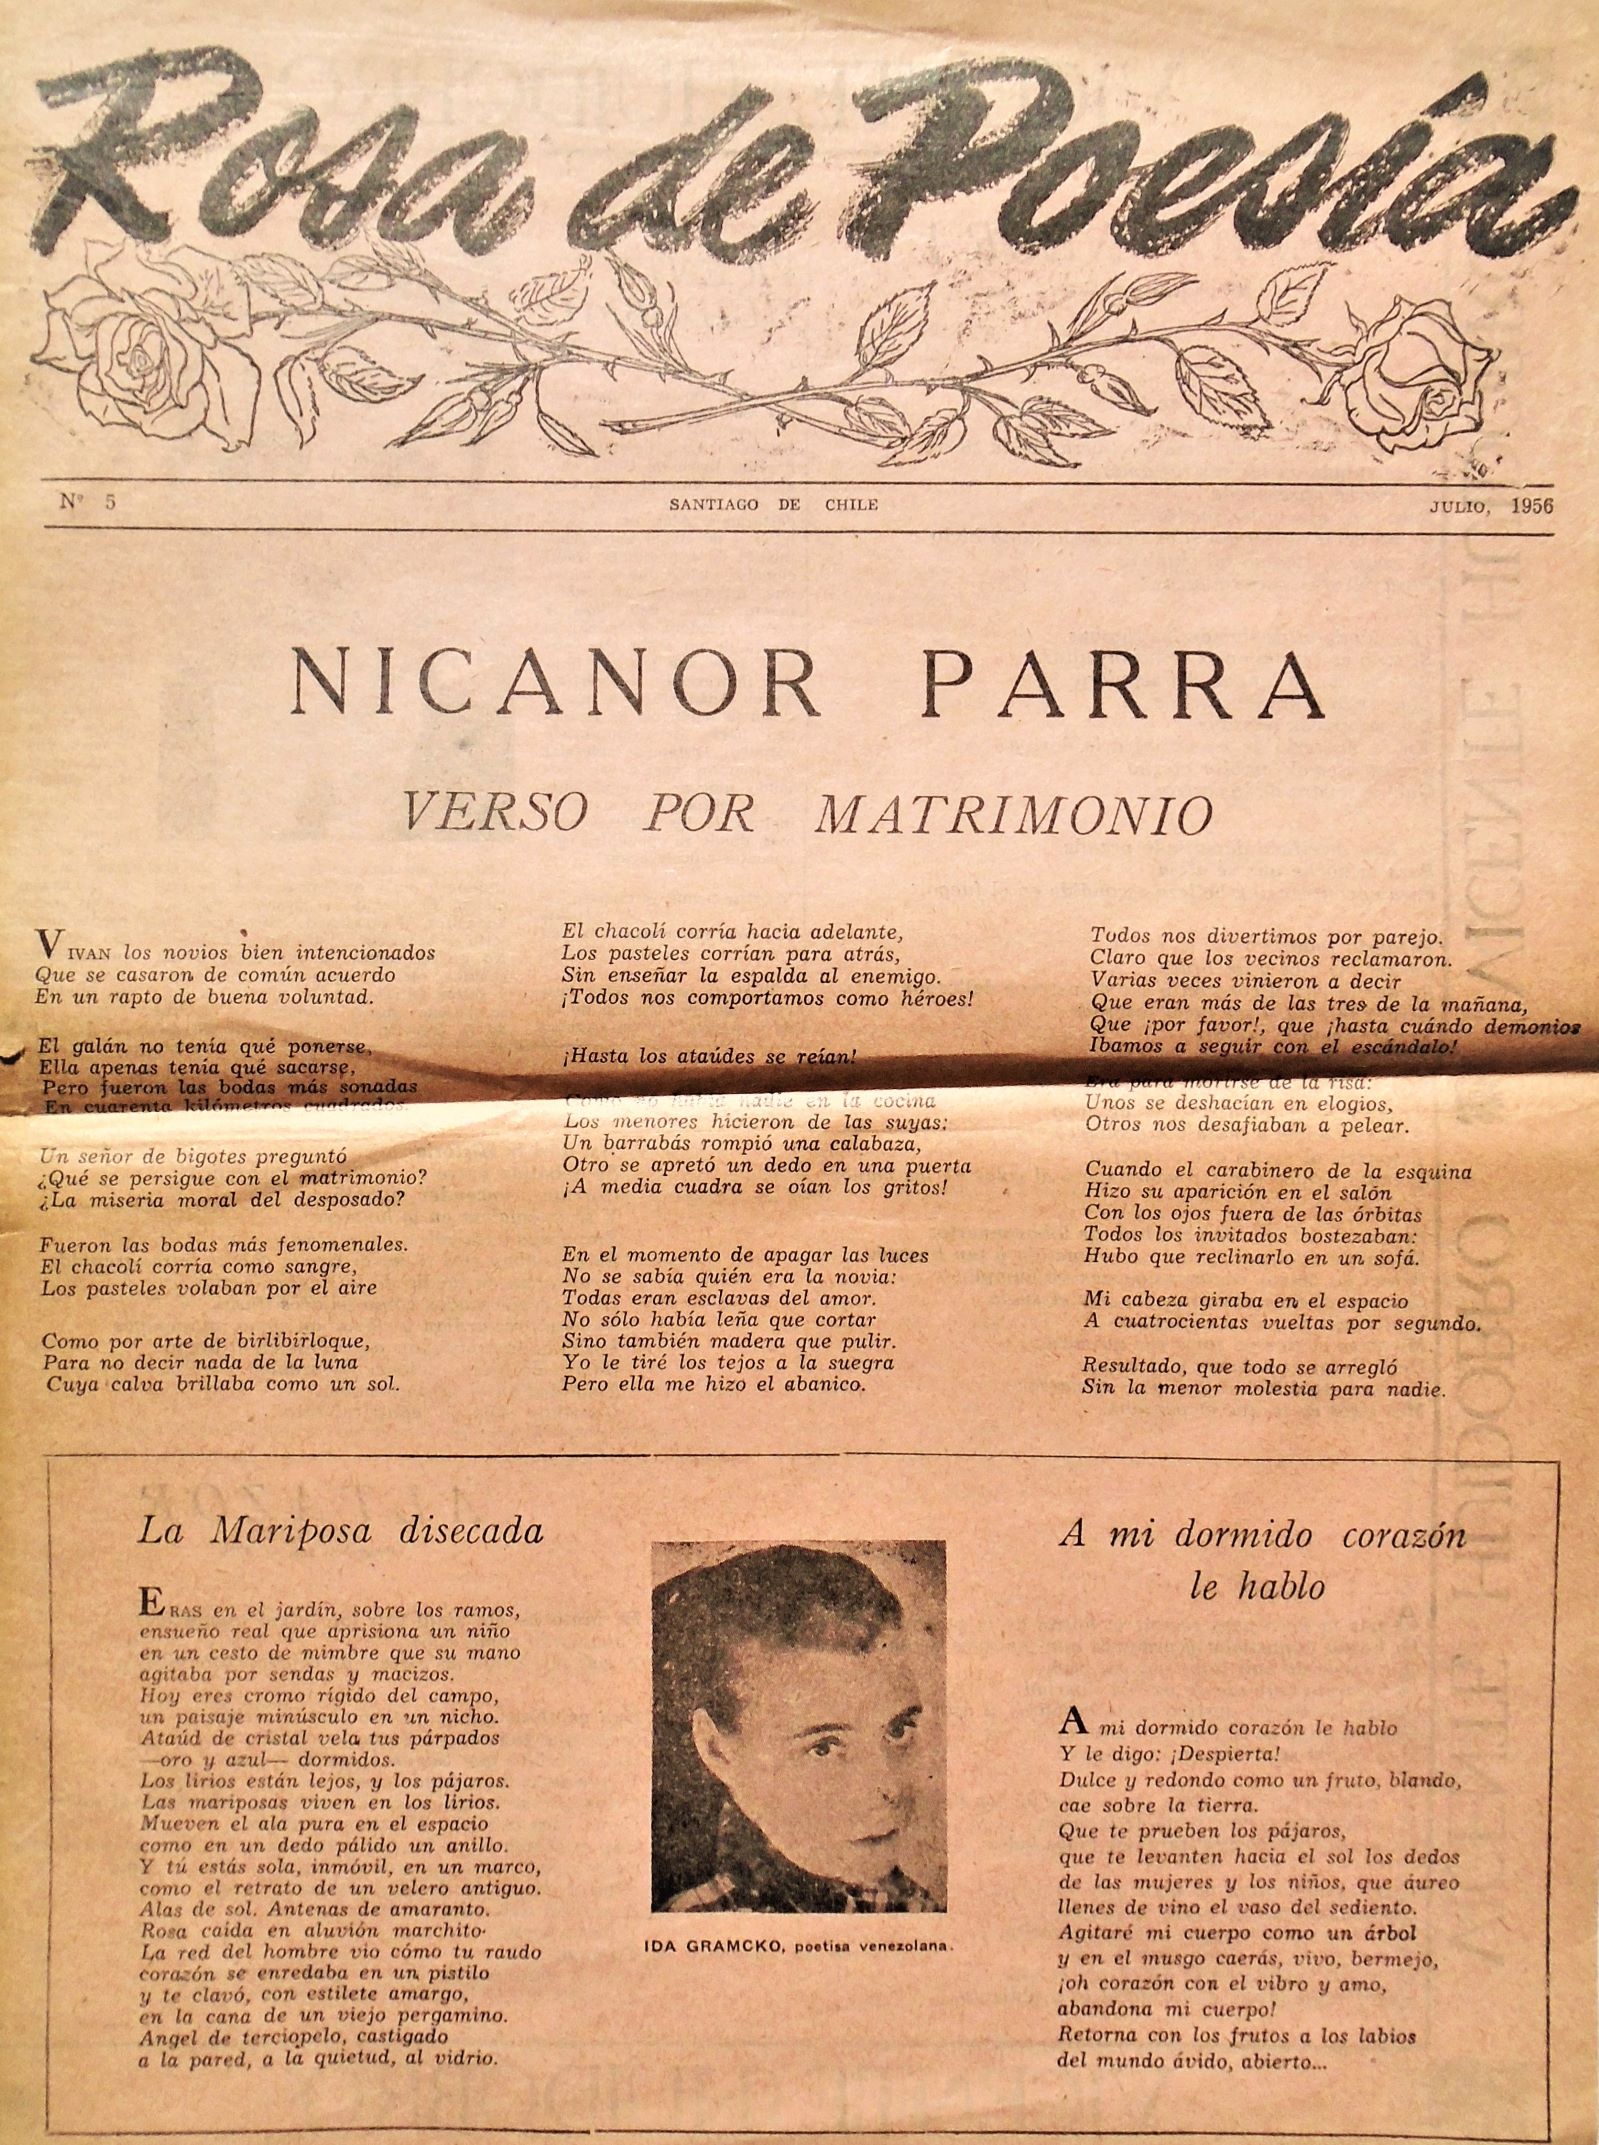 Rosa de Poesía
Nº 5
SANTIAGO DE CHILE
JULIO, 1956
NICANOR PARRA
VERSO POR MATRIMONIO
VIVAN los novios bien intencionados
Que se casaron de común acuerdo
En un rapto de buena voluntad.
El galán no tenía qué ponerse,
Ella apenas tenía qué sacarse,
Pero fueron las bodas más sonadas
En cuarenta kilómetros cuadrados.
Un señor de bigotes preguntó
¿Qué se persigue con el matrimonio?
¿La miseria moral del desposado?
Fueron las bodas más fenomenales.
El chacolí corría como sangre,
Los pasteles volaban por el aire
Como por arte de birlibirloque,
Para no decir nada de la luna
Cuya calva brillaba como un sol.
El chacolí corría hacia adelante,
Los pasteles corrían para atrás,
Sin enseñar la espalda al enemigo.
¡Todos nos comportamos como héroes!
¡Hasta los ataúdes se reían!
Como no había nadie en la cocina
Los menores hicieron de las suyas:
Un barrabás rompió una calabaza,
Otro se apretó un dedo en una puerta
¡A media cuadra se oían los gritos!
En el momento de apagar las luces
No se sabía quién era la novia:
Todas eran esclavas del amor.
No sólo había leña que cortar
Sino también madera que pulir.
Yo le tiré los tejos a la suegra
Pero ella me hizo el abanico.
Todos nos divertimos por parejo.
Claro que los vecinos reclamaron.
Varias veces vinieron a decir
Que eran más de las tres de la mañana,
Que ¡por favor!, que ¡hasta cuándo demonios
Ibamos a seguir con el escándalo!
Era para morirse de la risa:
Unos se deshacían en elogios,
Otros nos desafiaban a pelear.
Cuando el carabinero de la esquina
Hizo su aparición en el salón
Con los ojos fuera de las órbitas
Todos los invitados bostezaban:
Hubo que reclinarlo en un sofá.
Mi cabeza giraba en el espacio
A cuatrocientas vueltas por segundo.
Resultado, que todo se arregló
Sin la menor molestia para nadie.
La Mariposa disecada
ERAS en el jardín, sobre los ramos,
ensueño real que aprisiona un niño
en un cesto de mimbre que su mano
agitaba por sendas y macizos.
Hoy eres cromo rígido del campo,
un paisaje minúsculo en un nicho.
Ataúd de cristal vela tus párpados
—oro y azul— dormidos.
Los lirios están lejos, y los pájaros.
Las mariposas viven en los lirios.
Mueven el ala pura en el espacio
como en un dedo pálido un anillo.
Y tú estás sola, inmóvil, en un marco,
como el retrato de un velero antiguo.
Alas de sol. Antenas de amaranto.
Rosa caída en aluvión marchito.
La red del hombre vio cómo tu raudo
corazón se enredaba en un pistilo
y te clavó, con estilete amargo,
en la cana de un viejo pergamino.
Angel de terciopelo, castigado
a la pared, a la quietud, al vidrio.
IDA GRAMCKO, poetisa venezolana.
A mi dormido corazón
le hablo
A mi dormido corazón le hablo
Y le digo: ¡Despierta!
Dulce y redondo como un fruto, blando,
cae sobre la tierra.
Que te prueben los pájaros,
que te levanten hacia el sol los dedos
de las mujeres y los niños, que áureo
llenes de vino el vaso del sediento.
Agitaré mi cuerpo como un árbol
y en el musgo caerás, vivo, bermejo,
¡oh corazón con el vibro y amo,
abandona mi cuerpo!
Retorna con los frutos a los labios
del mundo ávido, abierto...